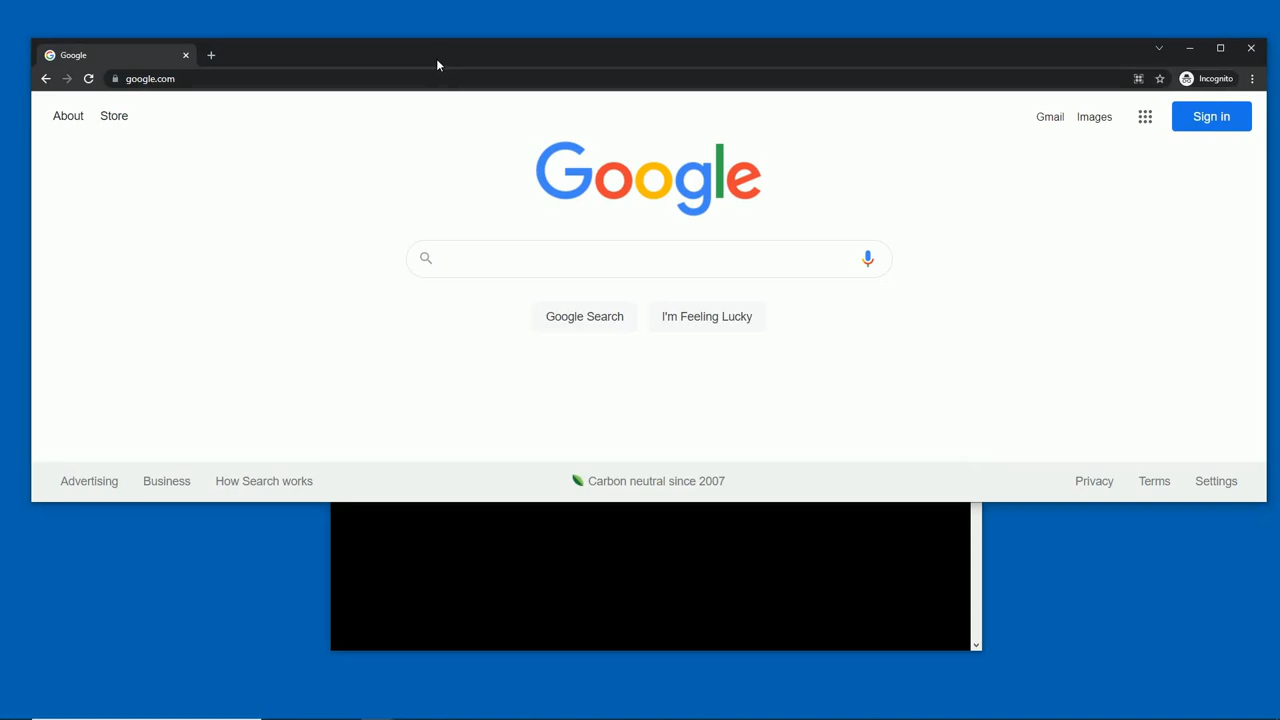 Google
google.com
Incognito
About Store
Gmail Images Sign in
Google
Google Search I'm Feeling Lucky
Advertising Business How Search works
Carbon neutral since 2007
Privacy Terms Settings